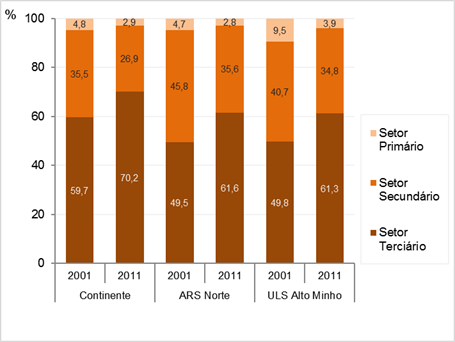 %
100 4,8 2,9 4,7 2,8 9,5 3,9
80
35,5 26,9 45,8 35,6 40,7 34,8
60
40
59,7 70,2 49,5 61,6 49,8 61,3
20
0
2001 2011 2001 2011 2001 2011
Continente ARS Norte ULS Alto Minho
Setor
Primário
Setor
Secundário
Setor
Terciário